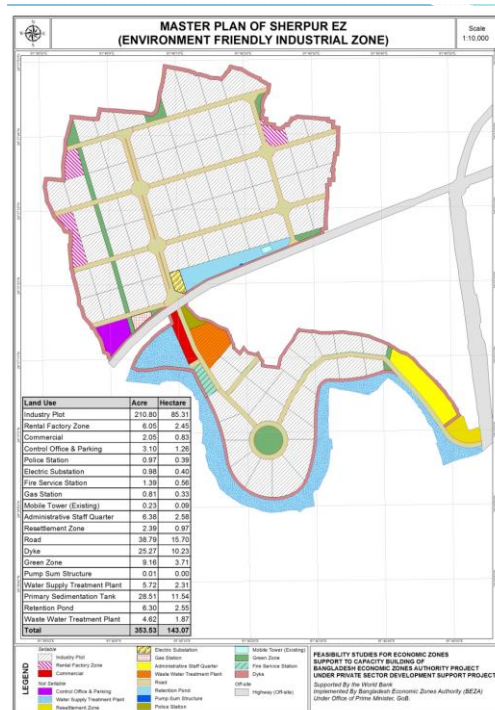 MASTER PLAN OF SHERPUR EZ
(ENVIRONMENT FRIENDLY INDUSTRIAL ZONE)
Scale
1:10,000
Land Use Acre Hectare
Industry Plot 210.80 85.31
Rental Factory Zone 6.05 2.45
Commercial 2.05 0.83
Control Office & Parking 3.10 1.26
Police Station 0.97 0.39
Electric Substation 0.98 0.40
Fire Service Station 1.39 0.56
Gas Station 0.81 0.33
Mobile Tower (Existing) 0.23 0.09
Administrative Staff Quarter 6.38 2.58
Resettlement Zone 2.39 0.97
Road 38.79 15.70
Dyke 25.27 10.23
Green Zone 9.16 3.71
Pump Sum Structure 0.01 0.00
Water Supply Treatment Plant 5.72 2.31
Primary Sedimentation Tank 28.51 11.54
Retention Pond 6.30 2.55
Waste Water Treatment Plant 4.62 1.87
Total 353.53 143.07
LEGEND
Sellable
Industry Plot
Rental Factory Zone
Commercial
Not Sellable
Control Office & Parking
Water Supply Treatment Plant
Resettlement Zone
Electric Substation
Gas Station
Administrative Staff Quarter
Waste Water Treatment Plant
Road
Retention Pond
Pump-Sum Structure
Police Station
Mobile Tower (Existing)
Green Zone
Fire Service Station
Dyke
Off-site
Highway (Off-site)
FEASIBILITY STUDIES FOR ECONOMIC ZONES
SUPPORT TO CAPACITY BUILDING OF
BANGLADESH ECONOMIC ZONES AUTHORITY PROJECT
UNDER PRIVATE SECTOR DEVELOPMENT SUPPORT PROJECT
Supported By the World Bank
Implemented By Bangladesh Economic Zones Authority (BEZA)
Under Office of Prime Minister, GoB.